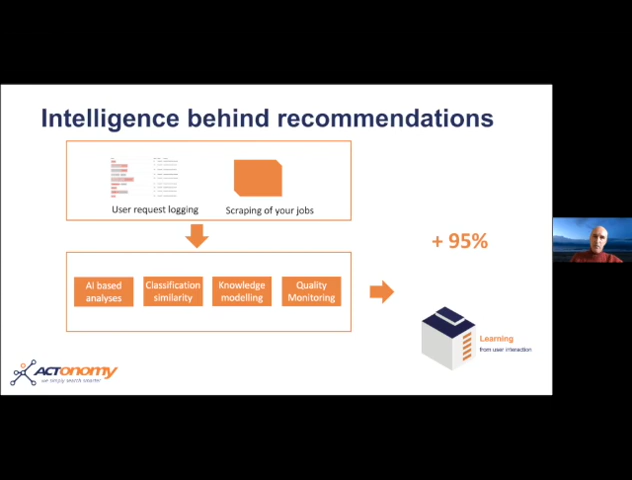 Intelligence behind recommendations
User request logging
Scraping of your jobs
AI based
analyses
Classification
similarity
Knowledge
modelling
Quality
Monitoring
+ 95%
Learning
from user interaction
ACTonomy
we simply search smarter